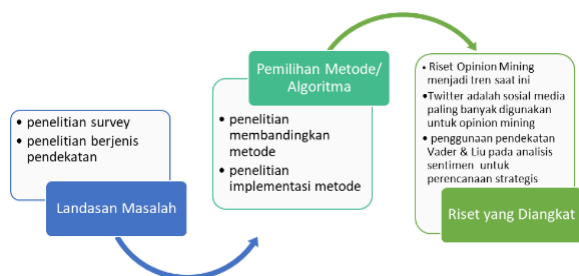 • penelitian survey
• penelitian berjenis
pendekatan
Landasan Masalah
Pemilihan Metode/
Algoritma
• penelitian
membandingkan
metode
• penelitian
implementasi metode
• Riset Opinion Mining
menjadi tren saat ini
•Twitter adalah sosial media
paling banyak digunakan
untuk opinion mining
• penggunaan pendekatan
Vader & Liu pada analisis
sentimen untuk
perencanaan strategis
Riset yang Diangkat